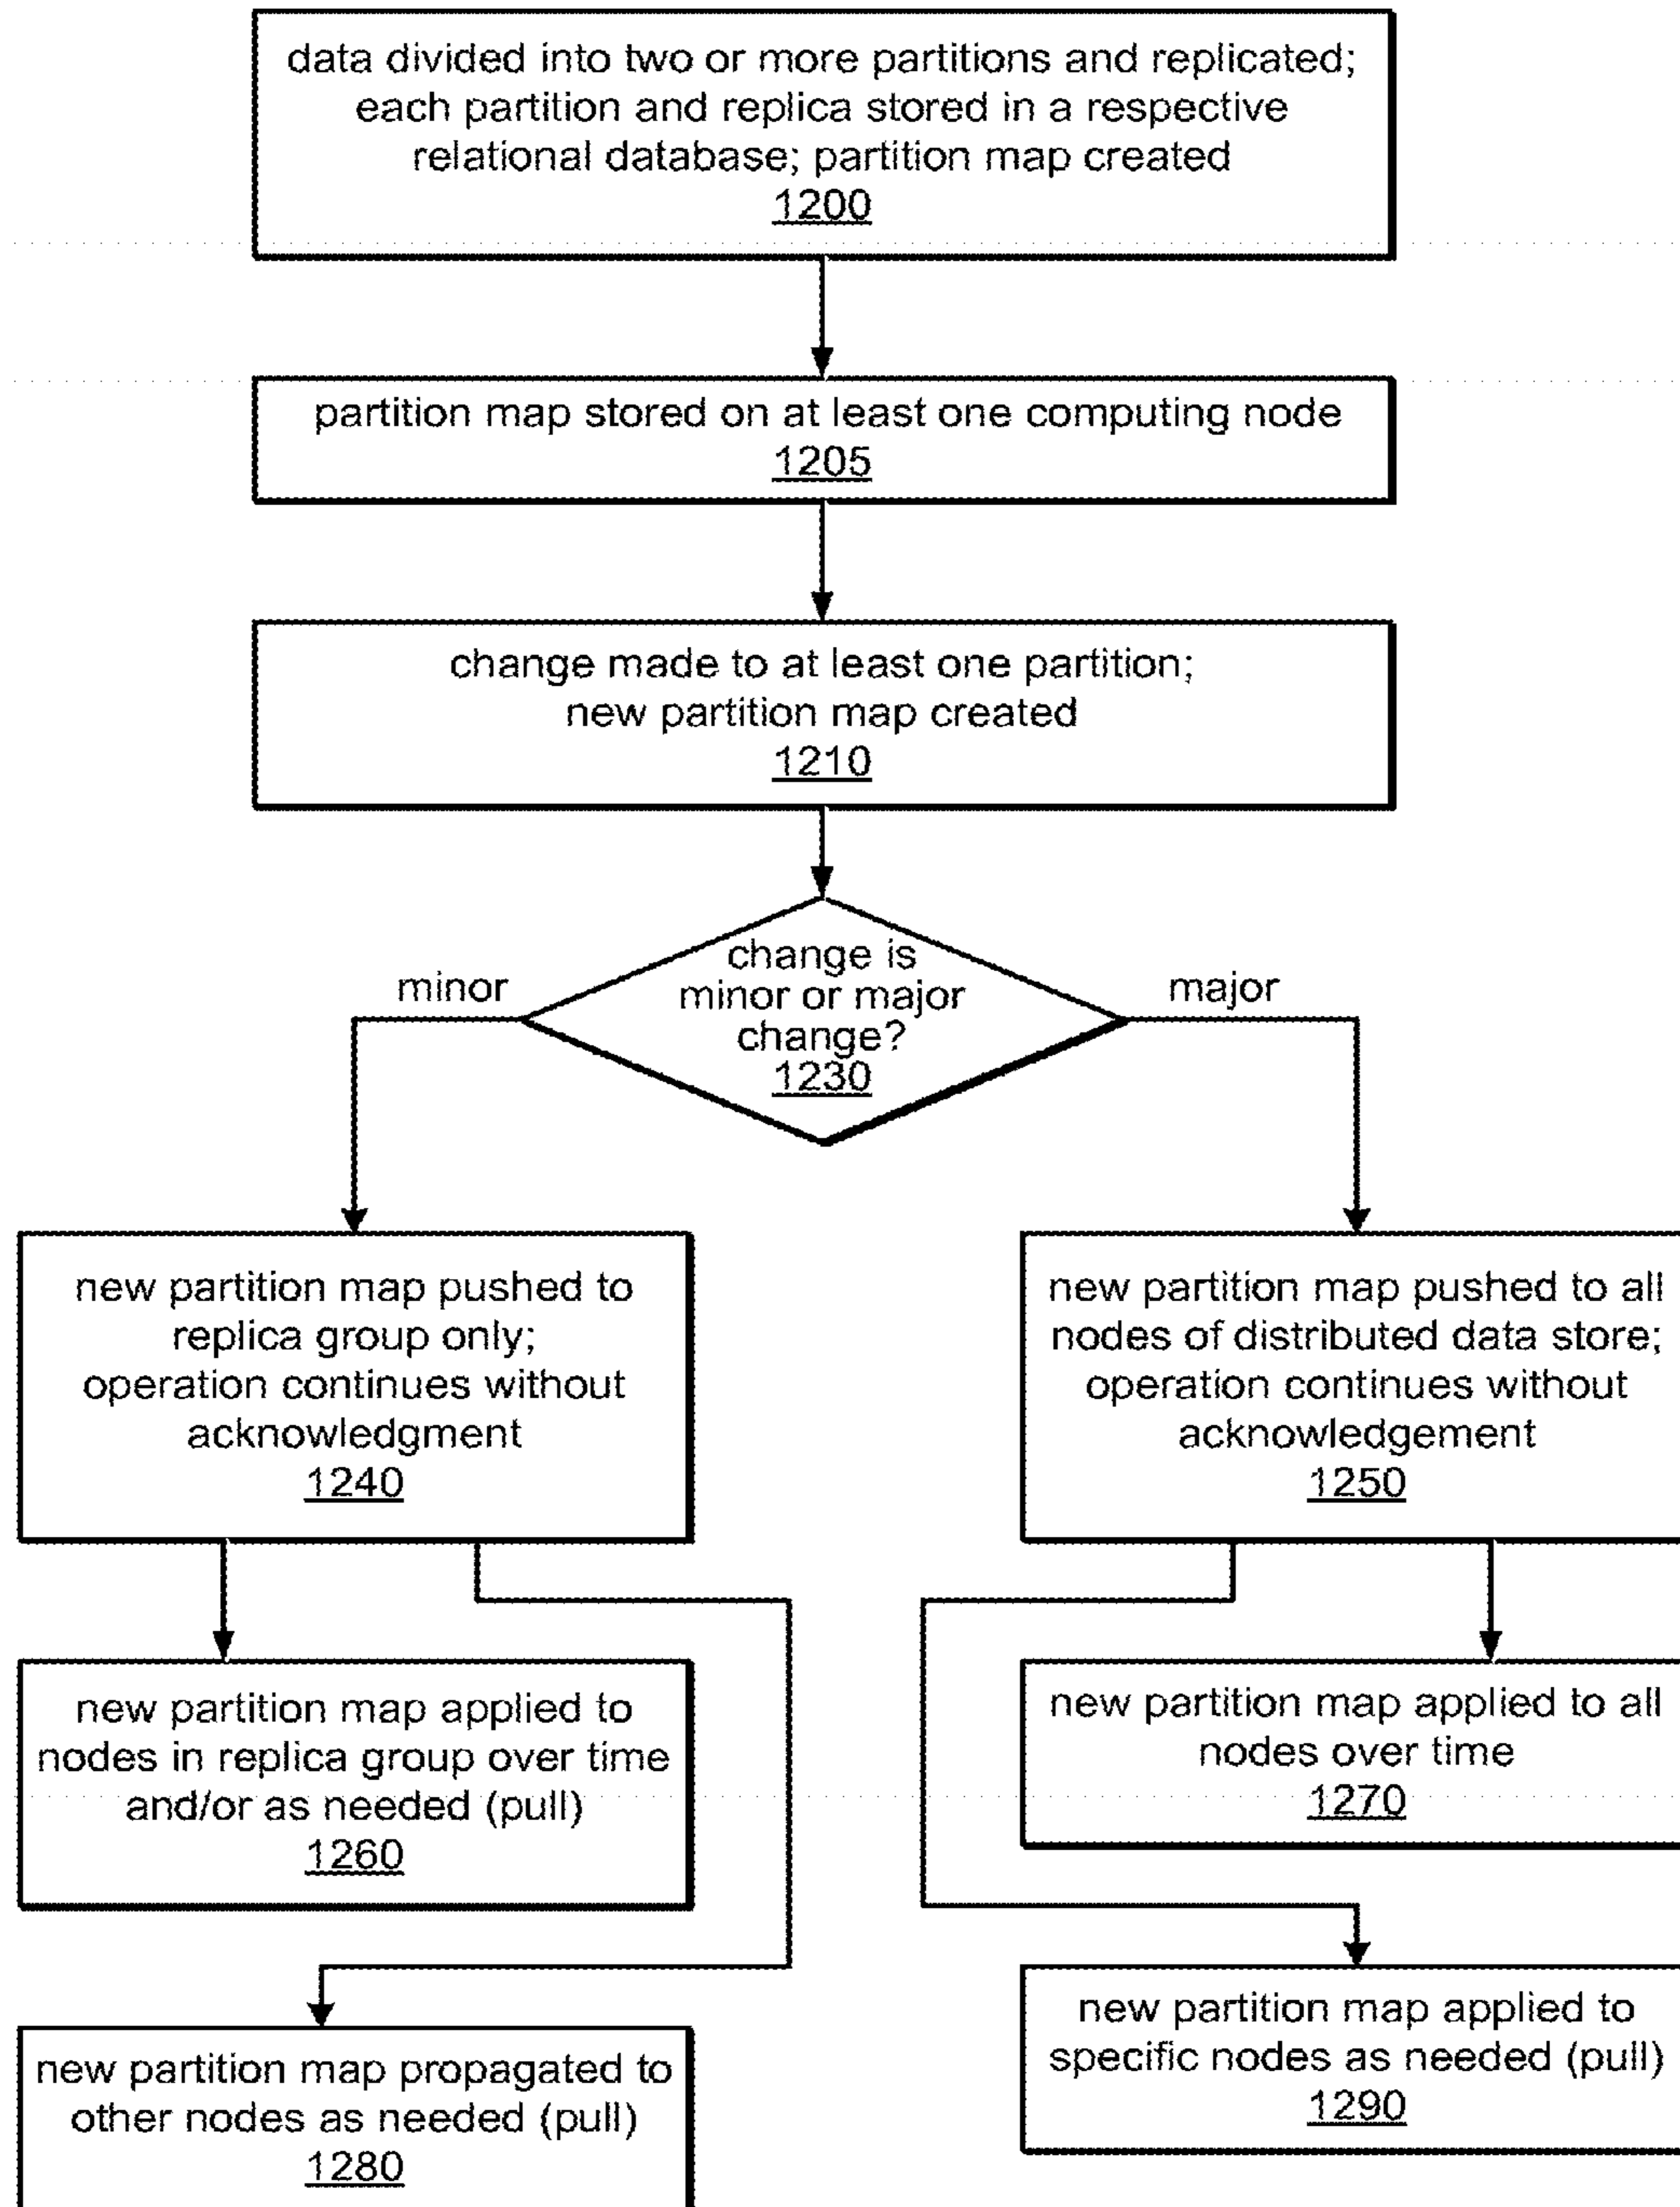 data divided into two or more partitions and replicated;
each partition and replica stored in a respective
relational database; partition map created
1200
partition map stored on at least one computing node
1205
change made to at least one partition;
new partition map created
1210
change is
minor or major
change?
1230
minor
major
new partition map pushed to
replica group only;
operation continues without
acknowledgment
1240
new partition map pushed to all
nodes of distributed data store;
operation continues without
acknowledgement
1250
new partition map applied to
nodes in replica group over time
and/or as needed (pull)
1260
new partition map applied to all
nodes over time
1270
new partition map propagated to
other nodes as needed (pull)
1280
new partition map applied to
specific nodes as needed (pull)
1290